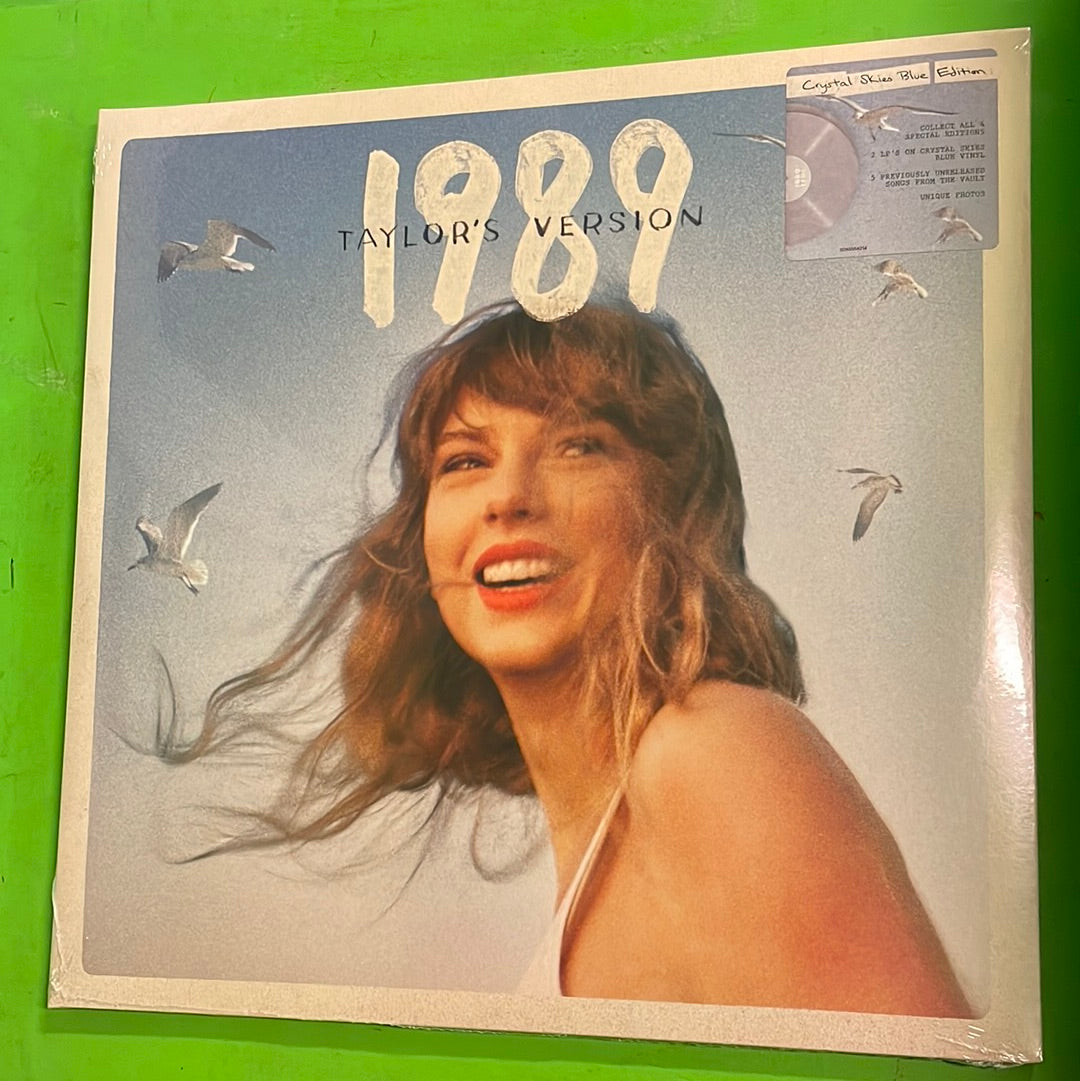 1989
TAYLOR'S VERSION
Crystal Skies Blue Edition
COLLECT ALL 4
SPECIAL EDITIONS
2 LP'S ON CRYSTAL SKIES
BLUE VINYL
5 PREVIOUSLY UNRELEASED
SONGS FROM THE VAULT
UNIQUE PHOTOS